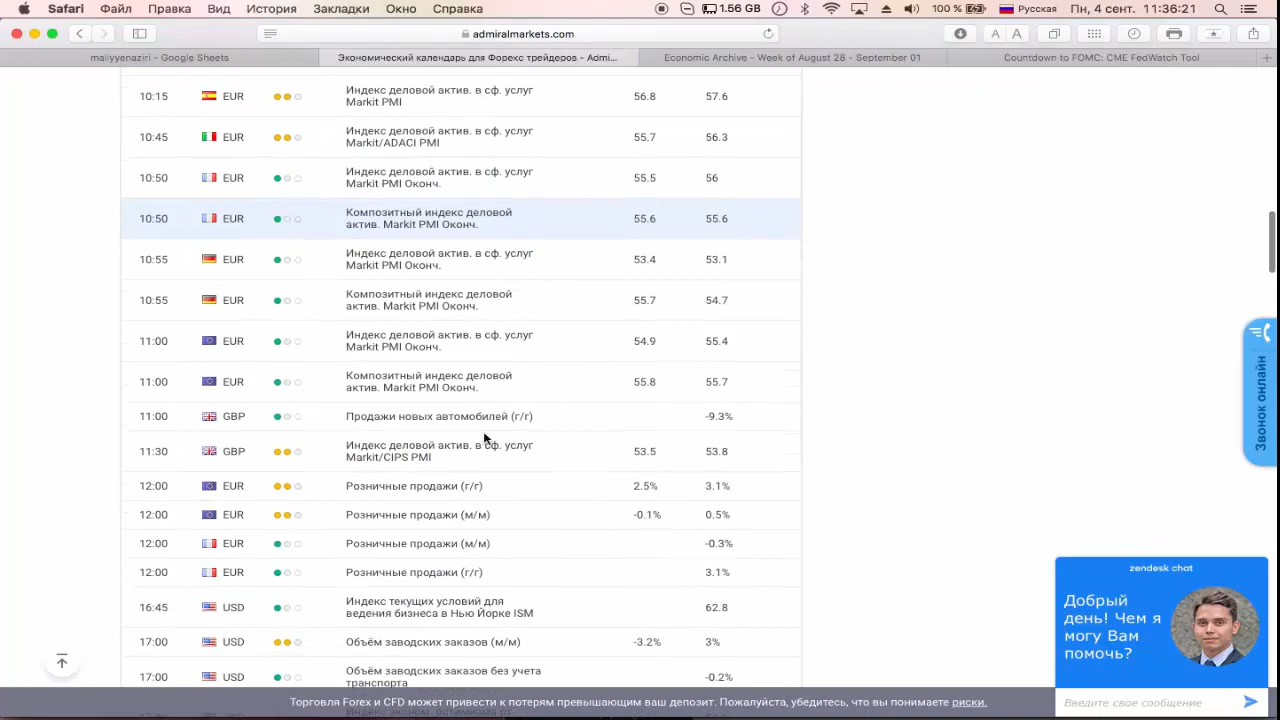 Safari Файл Правка Вид История Закладки Окно Справка 1.56 GB 100 % Русская Пн, 4 сент. 11:36:21
admiralmarkets.com A A
maliyyenaziri - Google Sheets Экономический календарь для Форекс трейдеров - Admi... Economic Archive - Week of August 28 - September 01 Countdown to FOMC: CME FedWatch Tool
10:15 EUR Индекс деловой актив. в сф. услуг 56.8 57.6
Markit PMI
10:45 EUR Индекс деловой актив. в сф. услуг 55.7 56.3
Markit/ADACI PMI
10:50 EUR Индекс деловой актив. в сф. услуг 55.5 56
Markit PMI Оконч.
10:50 EUR Композитный индекс деловой 55.6 55.6
актив. Markit PMI Оконч.
10:55 EUR Индекс деловой актив. в сф. услуг 53.4 53.1
Markit PMI Оконч.
10:55 EUR Композитный индекс деловой 55.7 54.7
актив. Markit PMI Оконч.
11:00 EUR Индекс деловой актив. в сф. услуг 54.9 55.4
Markit PMI Оконч.
11:00 EUR Композитный индекс деловой 55.8 55.7
актив. Markit PMI Оконч.
11:00 GBP Продажи новых автомобилей (г/г) -9.3%
11:30 GBP Индекс деловой актив. в сф. услуг 53.5 53.8
Markit/CIPS PMI
12:00 EUR Розничные продажи (г/г) 2.5% 3.1%
12:00 EUR Розничные продажи (м/м) -0.1% 0.5%
12:00 EUR Розничные продажи (м/м) -0.3%
12:00 EUR Розничные продажи (г/г) 3.1%
16:45 USD Индекс текущих условий для 62.8
ведения бизнеса в Нью Йорке ISM
17:00 USD Объём заводских заказов (м/м) -3.2% 3%
17:00 USD Объём заводских заказов без учета -0.2%
транспорта
Звонок онлайн
zendesk chat
Добрый
день! Чем я
могу Вам
помочь?
Введите свое сообщение
Торговля Forex и CFD может привести к потерям превышающим ваш депозит. Пожалуйста, убедитесь, что вы понимаете риски.